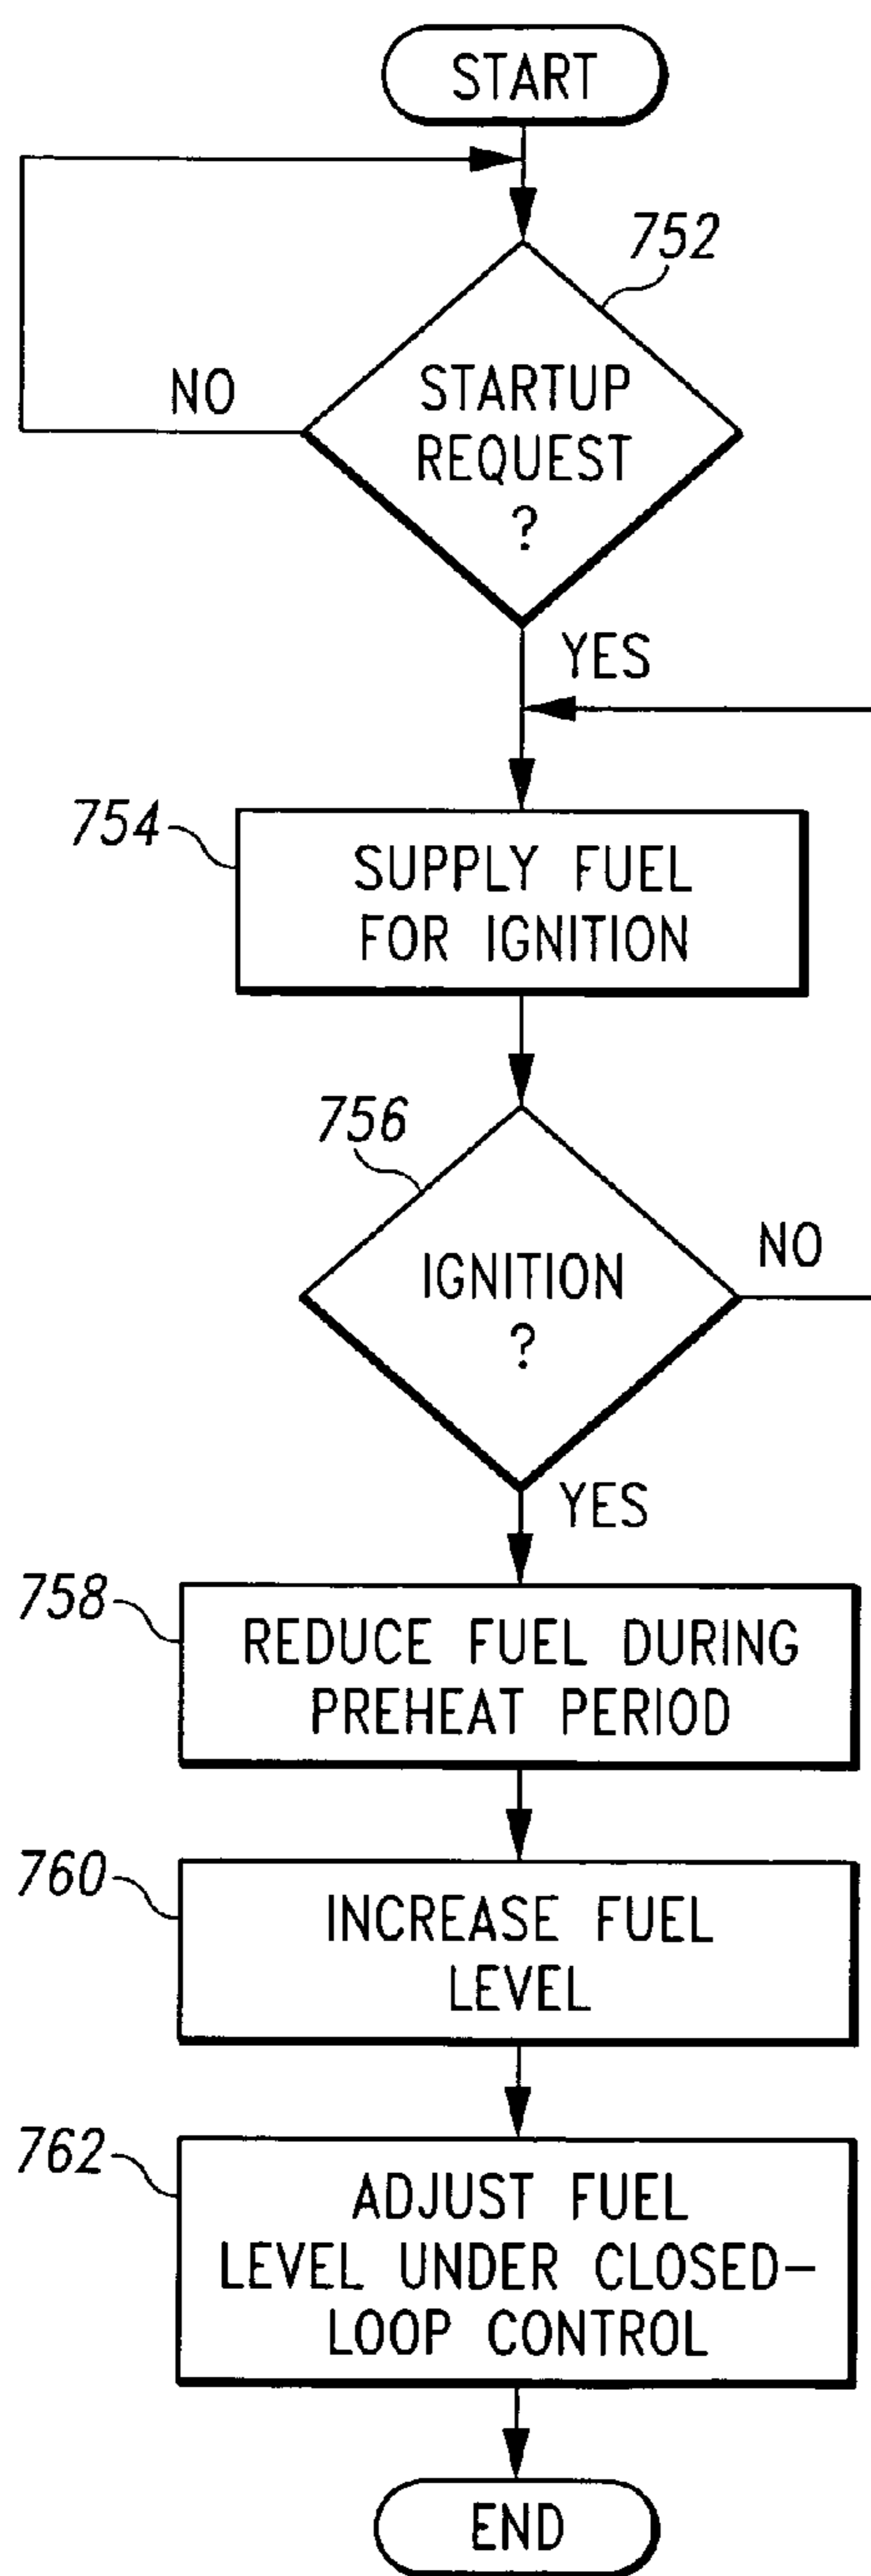 START
752
NO
STARTUP
REQUEST
?
YES
754
SUPPLY FUEL
FOR IGNITION
756
NO
IGNITION
?
YES
758
REDUCE FUEL DURING
PREHEAT PERIOD
760
INCREASE FUEL
LEVEL
762
ADJUST FUEL
LEVEL UNDER CLOSED-
LOOP CONTROL
END